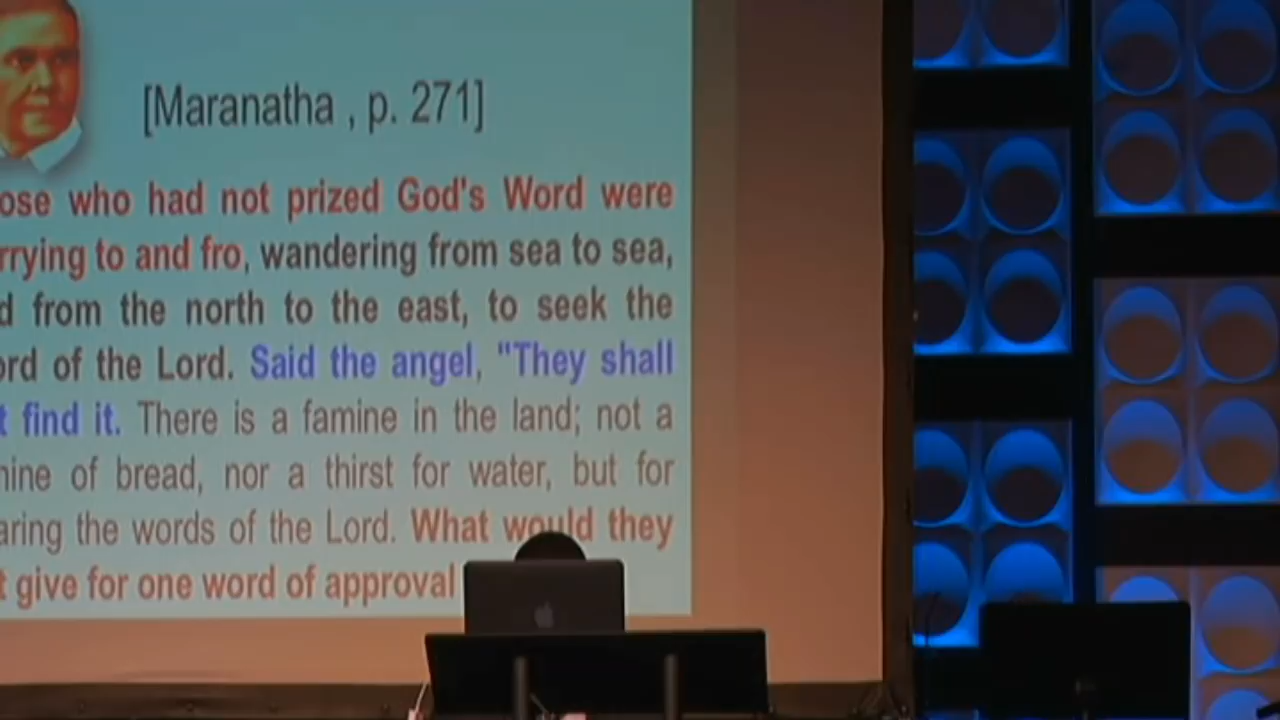 [Maranatha , p. 271]
ose who had not prized God's Word were
rrying to and fro, wandering from sea to sea,
d from the north to the east, to seek the
ord of the Lord. Said the angel, "They shall
t find it. There is a famine in the land; not a
nine of bread, nor a thirst for water, but for
aring the words of the Lord. What would they
t give for one word of approval